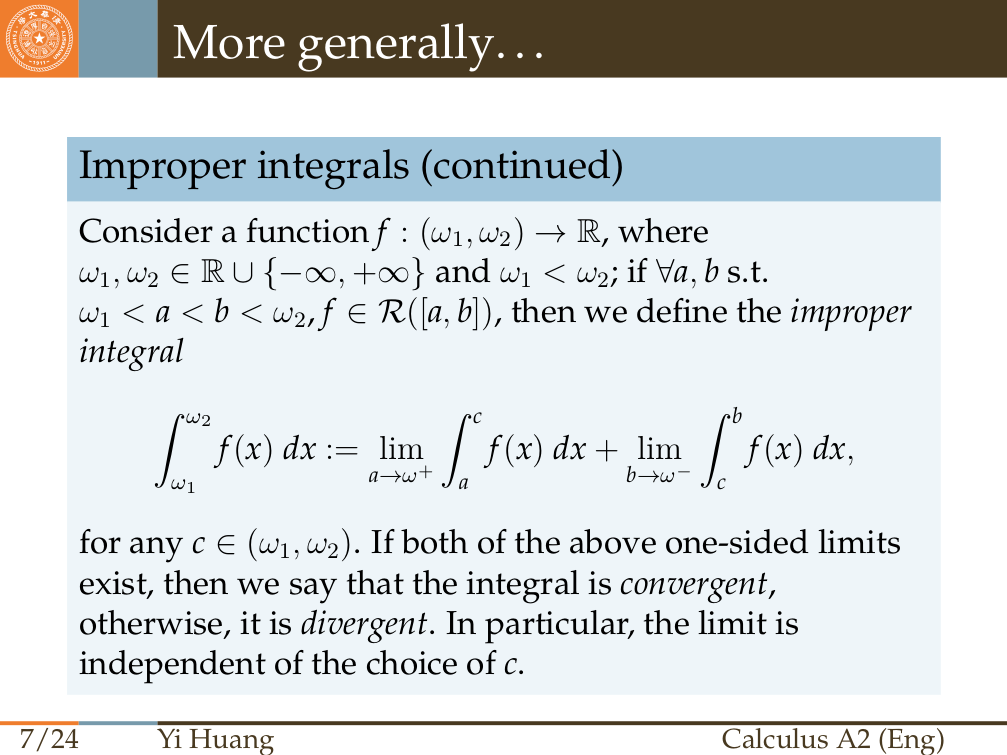 More generally. . .
Improper integrals (continued)
Consider a function f : (ω₁, ω₂) → ℝ, where
ω₁, ω₂ ∈ ℝ ∪ {−∞, +∞} and ω₁ < ω₂; if ∀a, b s.t.
ω₁ < a < b < ω₂, f ∈ ℛ([a, b]), then we define the improper
integral
∫_{ω₁}^{ω₂} f(x) dx := lim_{a→ω⁺} ∫_a^c f(x) dx + lim_{b→ω⁻} ∫_c^b f(x) dx,
for any c ∈ (ω₁, ω₂). If both of the above one-sided limits
exist, then we say that the integral is convergent,
otherwise, it is divergent. In particular, the limit is
independent of the choice of c.
7/24 Yi Huang Calculus A2 (Eng)